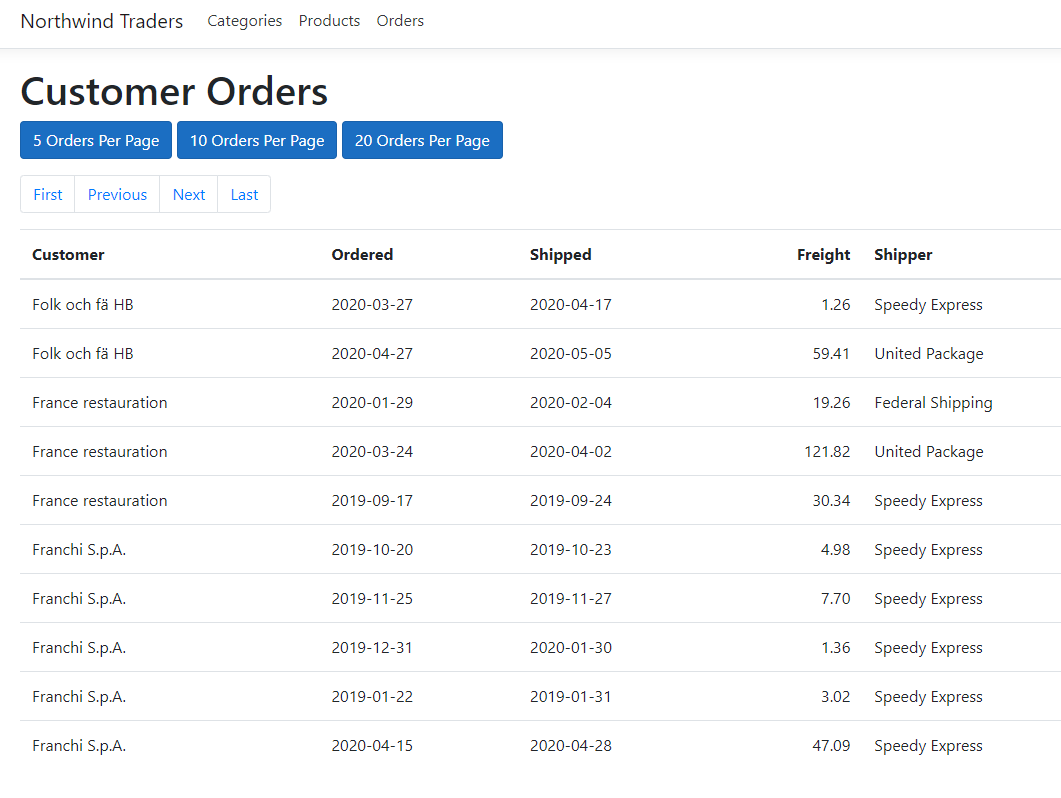 Northwind Traders Categories Products Orders
Customer Orders
5 Orders Per Page 10 Orders Per Page 20 Orders Per Page
First Previous Next Last
Customer Ordered Shipped Freight Shipper
Folk och fä HB 2020-03-27 2020-04-17 1.26 Speedy Express
Folk och fä HB 2020-04-27 2020-05-05 59.41 United Package
France restauration 2020-01-29 2020-02-04 19.26 Federal Shipping
France restauration 2020-03-24 2020-04-02 121.82 United Package
France restauration 2019-09-17 2019-09-24 30.34 Speedy Express
Franchi S.p.A. 2019-10-20 2019-10-23 4.98 Speedy Express
Franchi S.p.A. 2019-11-25 2019-11-27 7.70 Speedy Express
Franchi S.p.A. 2019-12-31 2020-01-30 1.36 Speedy Express
Franchi S.p.A. 2019-01-22 2019-01-31 3.02 Speedy Express
Franchi S.p.A. 2020-04-15 2020-04-28 47.09 Speedy Express